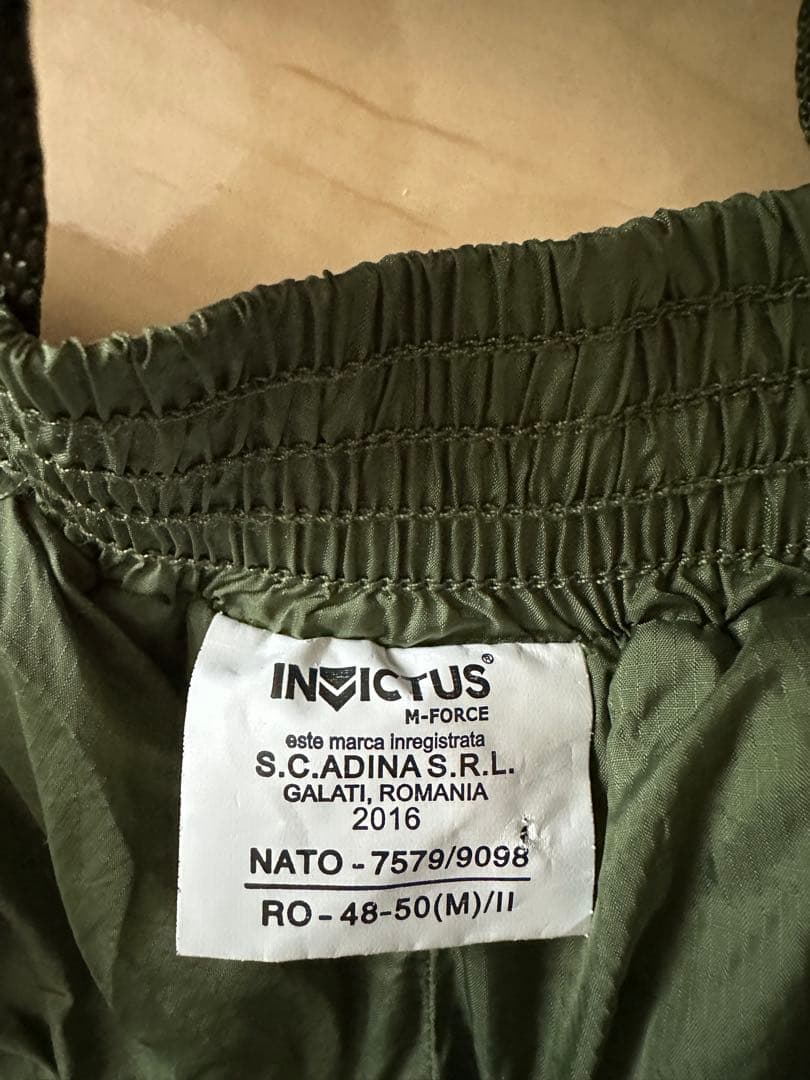 INVICTUS®
M-FORCE
este marca inregistrata
S.C.ADINA S.R.L.
GALATI, ROMANIA
2016
NATO - 7579/9098
RO - 48-50(M)/II